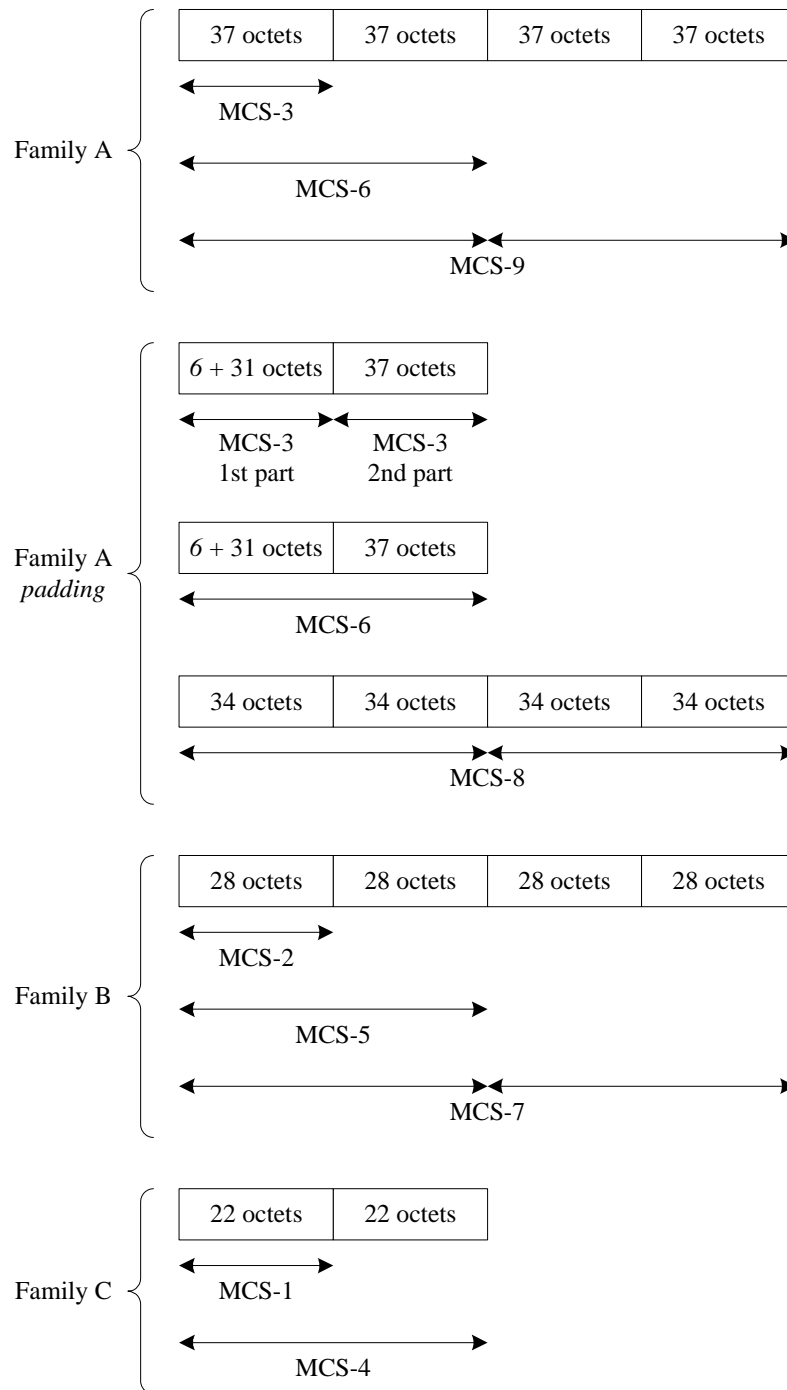 37 octets 37 octets 37 octets 37 octets
MCS-3
Family A
MCS-6
MCS-9
6 + 31 octets 37 octets
MCS-3 MCS-3
1st part 2nd part
6 + 31 octets 37 octets
Family A
padding
MCS-6
34 octets 34 octets 34 octets 34 octets
MCS-8
28 octets 28 octets 28 octets 28 octets
MCS-2
Family B
MCS-5
MCS-7
22 octets 22 octets
MCS-1
Family C
MCS-4